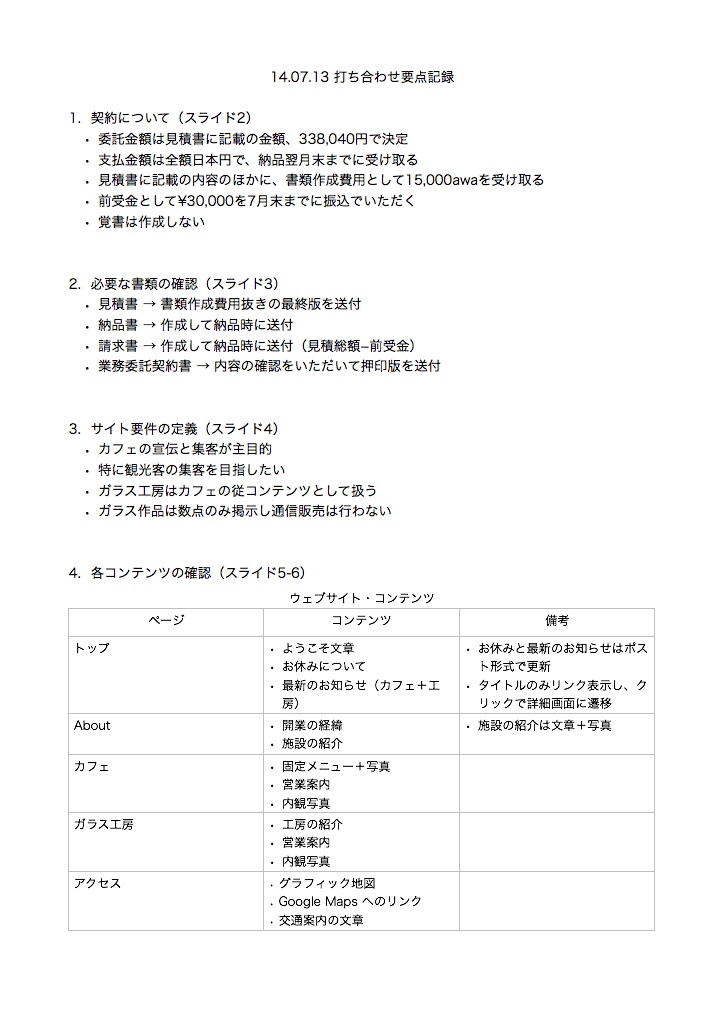 14.07.13 打ち合わせ要点記録
1. 契約について（スライド2）
• 委託金額は見積書に記載の金額、338,040円で決定
• 支払金額は全額日本円で、納品翌月末までに受け取る
• 見積書に記載の内容のほかに、書類作成費用として15,000awaを受け取る
• 前受金として¥30,000を7月末までに振込でいただく
• 覚書は作成しない
2. 必要な書類の確認（スライド3）
• 見積書 → 書類作成費用抜きの最終版を送付
• 納品書 → 作成して納品時に送付
• 請求書 → 作成して納品時に送付（見積総額−前受金）
• 業務委託契約書 → 内容の確認をいただいて押印版を送付
3. サイト要件の定義（スライド4）
• カフェの宣伝と集客が主目的
• 特に観光客の集客を目指したい
• ガラス工房はカフェの従コンテンツとして扱う
• ガラス作品は数点のみ掲示し通信販売は行わない
4. 各コンテンツの確認（スライド5-6）
ウェブサイト・コンテンツ
ページ
コンテンツ
備考
トップ
• ようこそ文章
• お休みについて
• 最新のお知らせ（カフェ＋工
房）
• お休みと最新のお知らせはポス
ト形式で更新
• タイトルのみリンク表示し、ク
リックで詳細画面に遷移
About
• 開業の経緯
• 施設の紹介
• 施設の紹介は文章＋写真
カフェ
• 固定メニュー＋写真
• 営業案内
• 内観写真
ガラス工房
• 工房の紹介
• 営業案内
• 内観写真
アクセス
• グラフィック地図
• Google Maps へのリンク
• 交通案内の文章